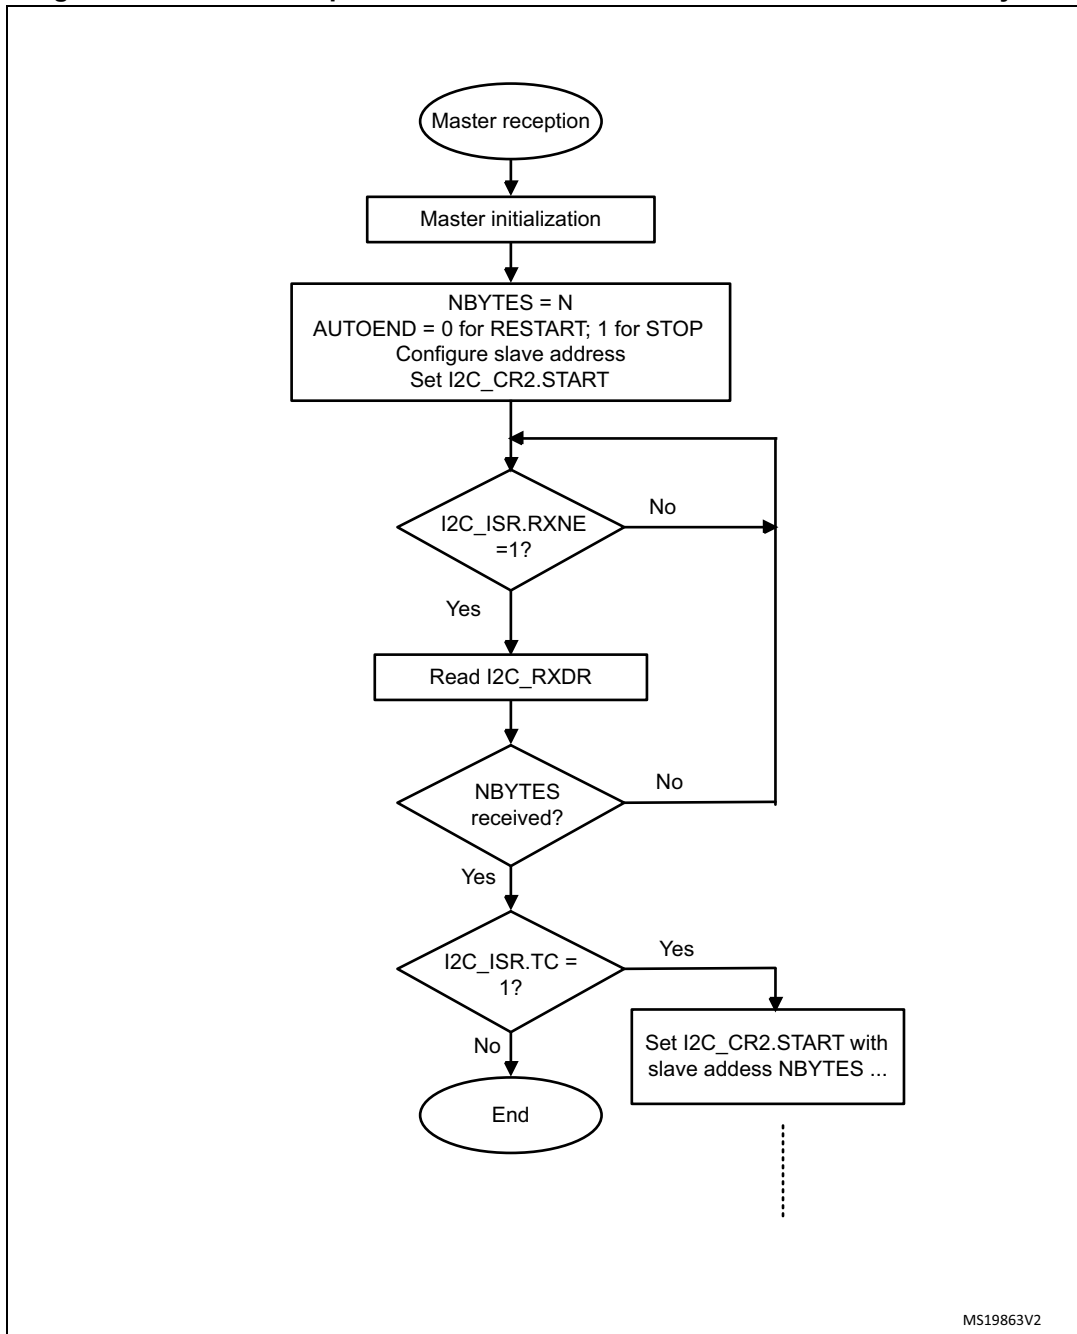 Master reception
Master initialization
NBYTES = N
AUTOEND = 0 for RESTART; 1 for STOP
Configure slave address
Set I2C_CR2.START
I2C_ISR.RXNE
=1?
No
Yes
Read I2C_RXDR
NBYTES
received?
No
Yes
I2C_ISR.TC =
1?
Yes
No
Set I2C_CR2.START with
slave addess NBYTES ...
End
MS19863V2